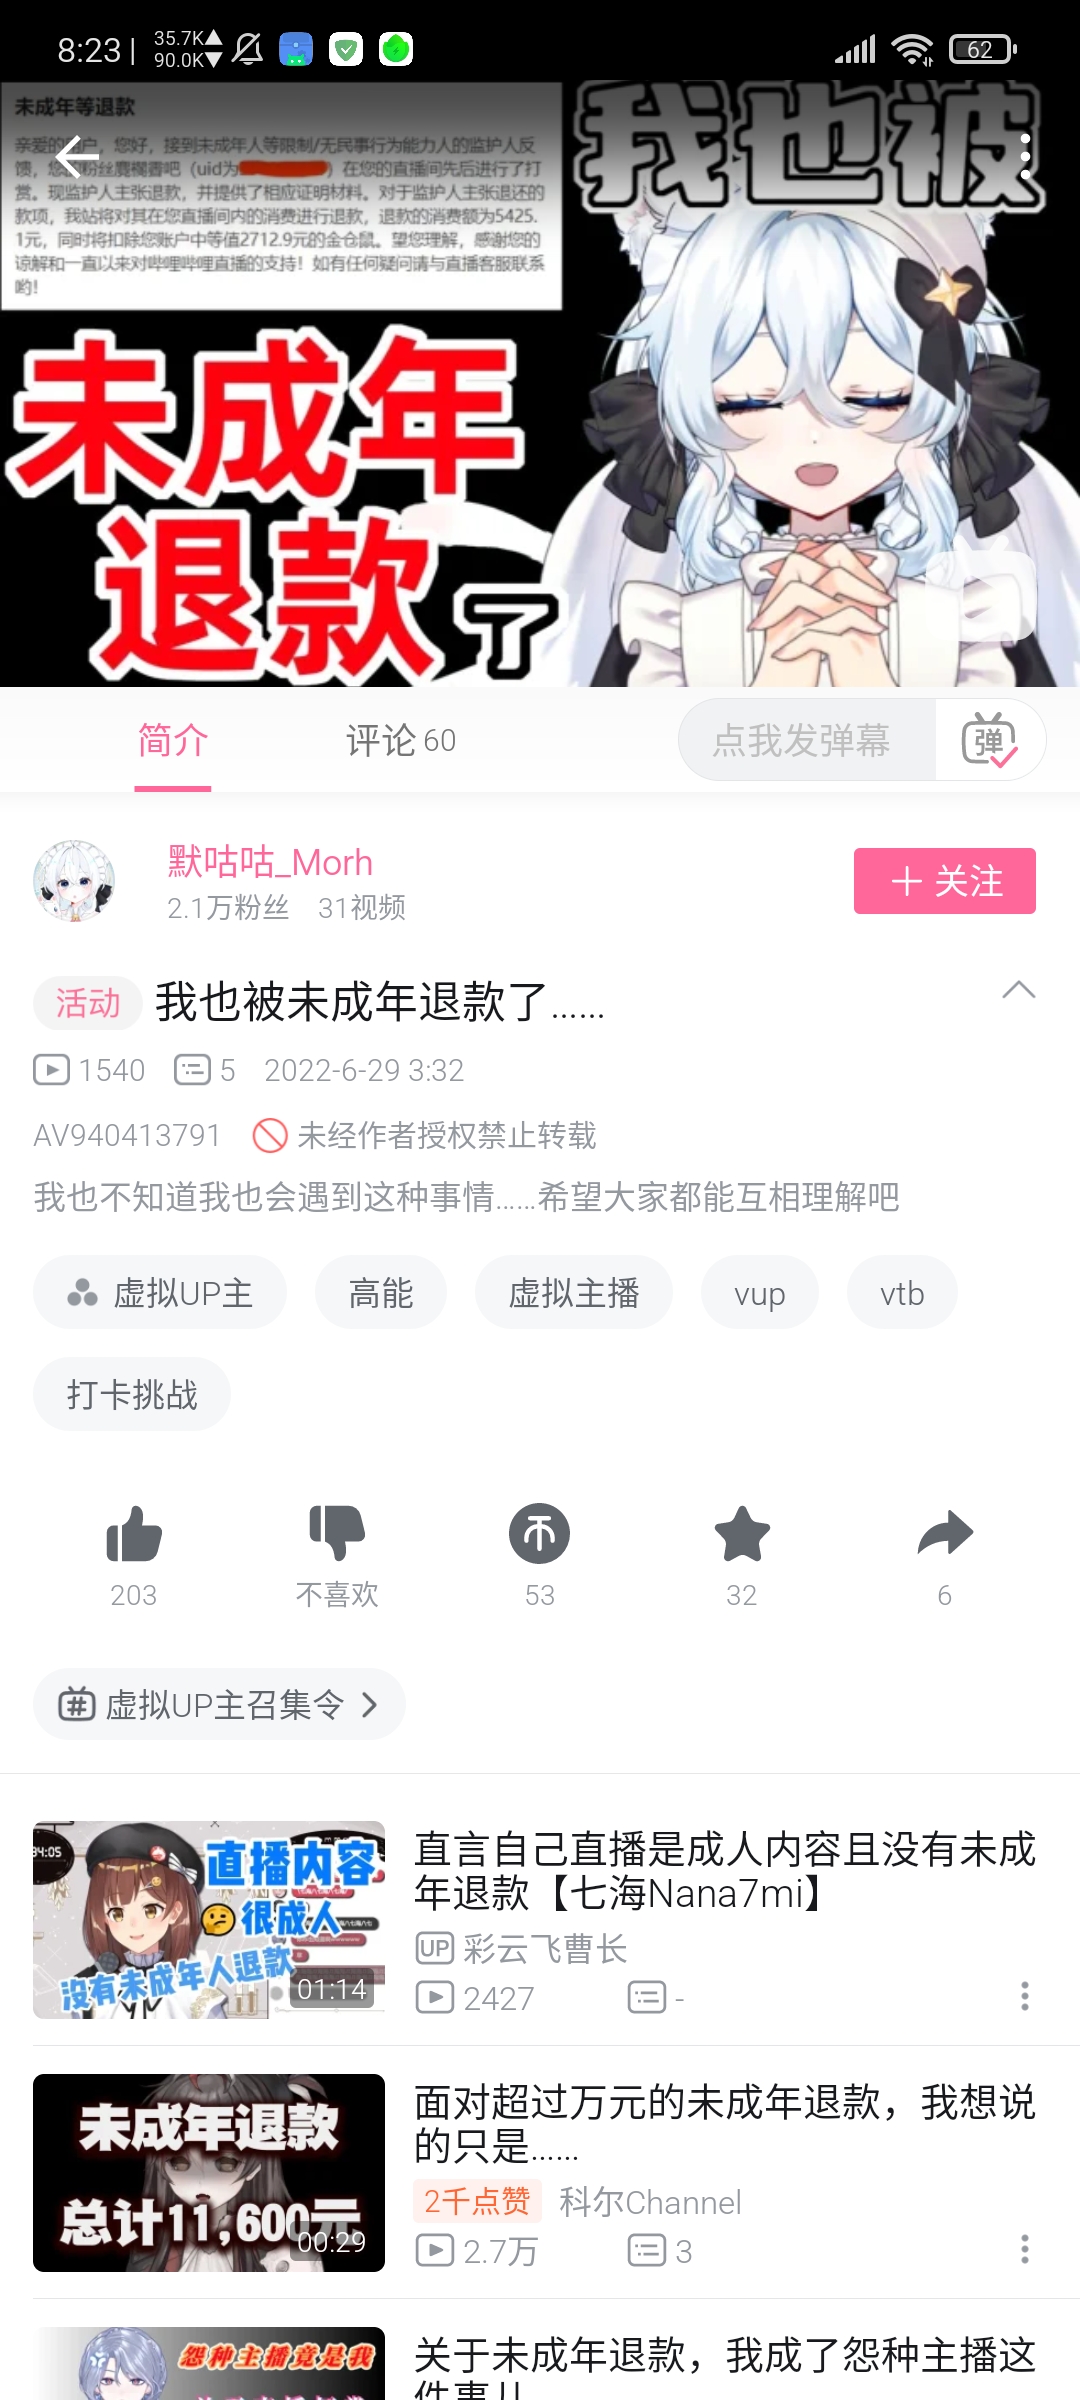 8:23
35.7K
90.0K
62
未成年等退款
亲爱的用户，您好，接到未成年人等限制/无民事行为能力人的监护人反
馈，您的粉丝麑襕書吧（uid为）在您的直播间先后进行了打
赏。现监护人主张退款，并提供了相应证明材料。对于监护人主张退还的
款项，我站将对其在您直播间内的消费进行退款，退款的消费额为5425.
1元，同时将扣除您账户中等值2712.9元的金仓鼠。望您理解，感谢您的
谅解和一直以来对哔哩哔哩直播的支持！如有任何疑问请与直播客服联系
哟！
我也被
未成年
退款了
简介
评论 60
点我发弹幕
弹
默咕咕_Morh
2.1万粉丝 31视频
关注
活动 我也被未成年退款了......
1540 5 2022-6-29 3:32
AV940413791 未经作者授权禁止转载
我也不知道我也会遇到这种事情......希望大家都能互相理解吧
虚拟UP主 高能 虚拟主播 vup vtb
打卡挑战
203 不喜欢 53 32 6
虚拟UP主召集令
直播内容
很成人
没有未成年人退款
01:14
直言自己直播是成人内容且没有未成
年退款【七海Nana7mi】
UP 彩云飞曹长
2427 -
未成年退款
总计11,600元
00:29
面对超过万元的未成年退款，我想说
的只是......
2千点赞 科尔Channel
2.7万 3
怨种主播竟是我
关于未成年退款，我成了怨种主播这
件事儿